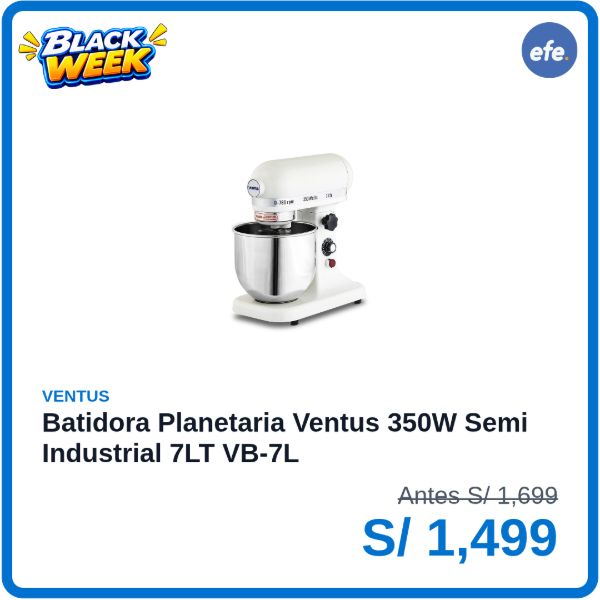 BLACK
WEEK
efe.
VENTUS
Batidora Planetaria Ventus 350W Semi
Industrial 7LT VB-7L
Antes S/ 1,699
S/ 1,499